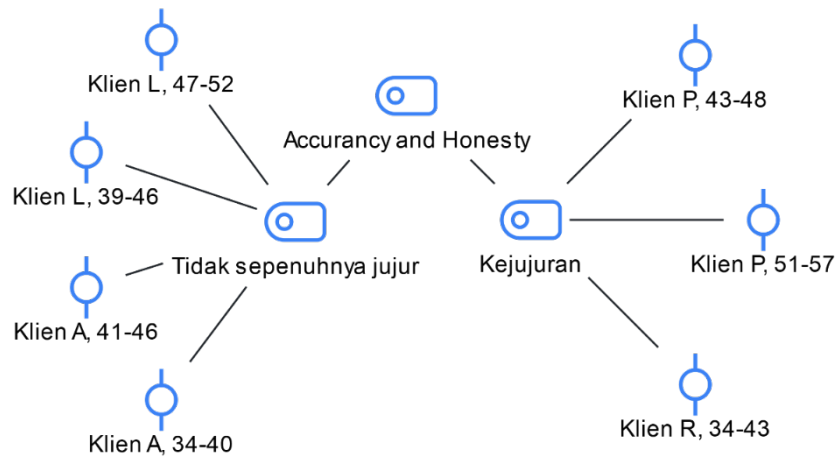 Klien L, 47-52
Klien P, 43-48
Accurancy and Honesty
Klien L, 39-46
Tidak sepenuhnya jujur
Kejujuran
Klien P, 51-57
Klien A, 41-46
Klien A, 34-40
Klien R, 34-43